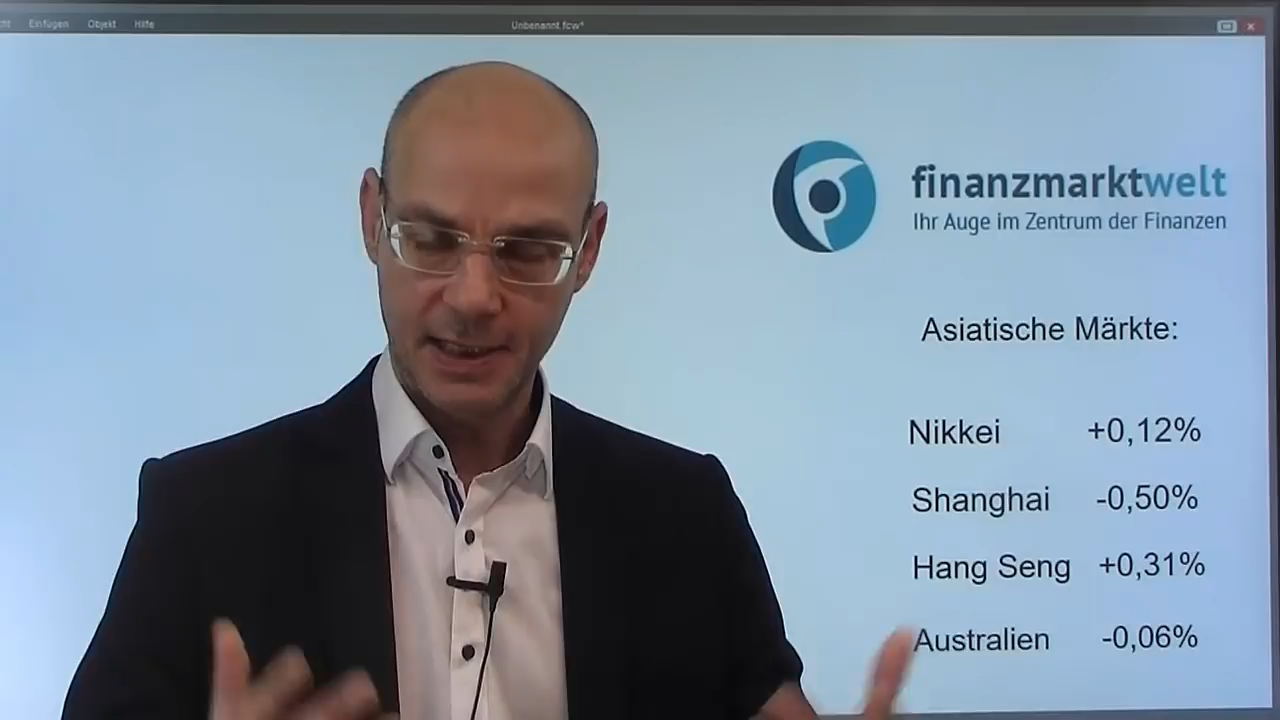 Einfügen Objekt Hilfe Unbenannt.fcw*
finanzmarktwelt
Ihr Auge im Zentrum der Finanzen
Asiatische Märkte:
Nikkei +0,12%
Shanghai -0,50%
Hang Seng +0,31%
Australien -0,06%